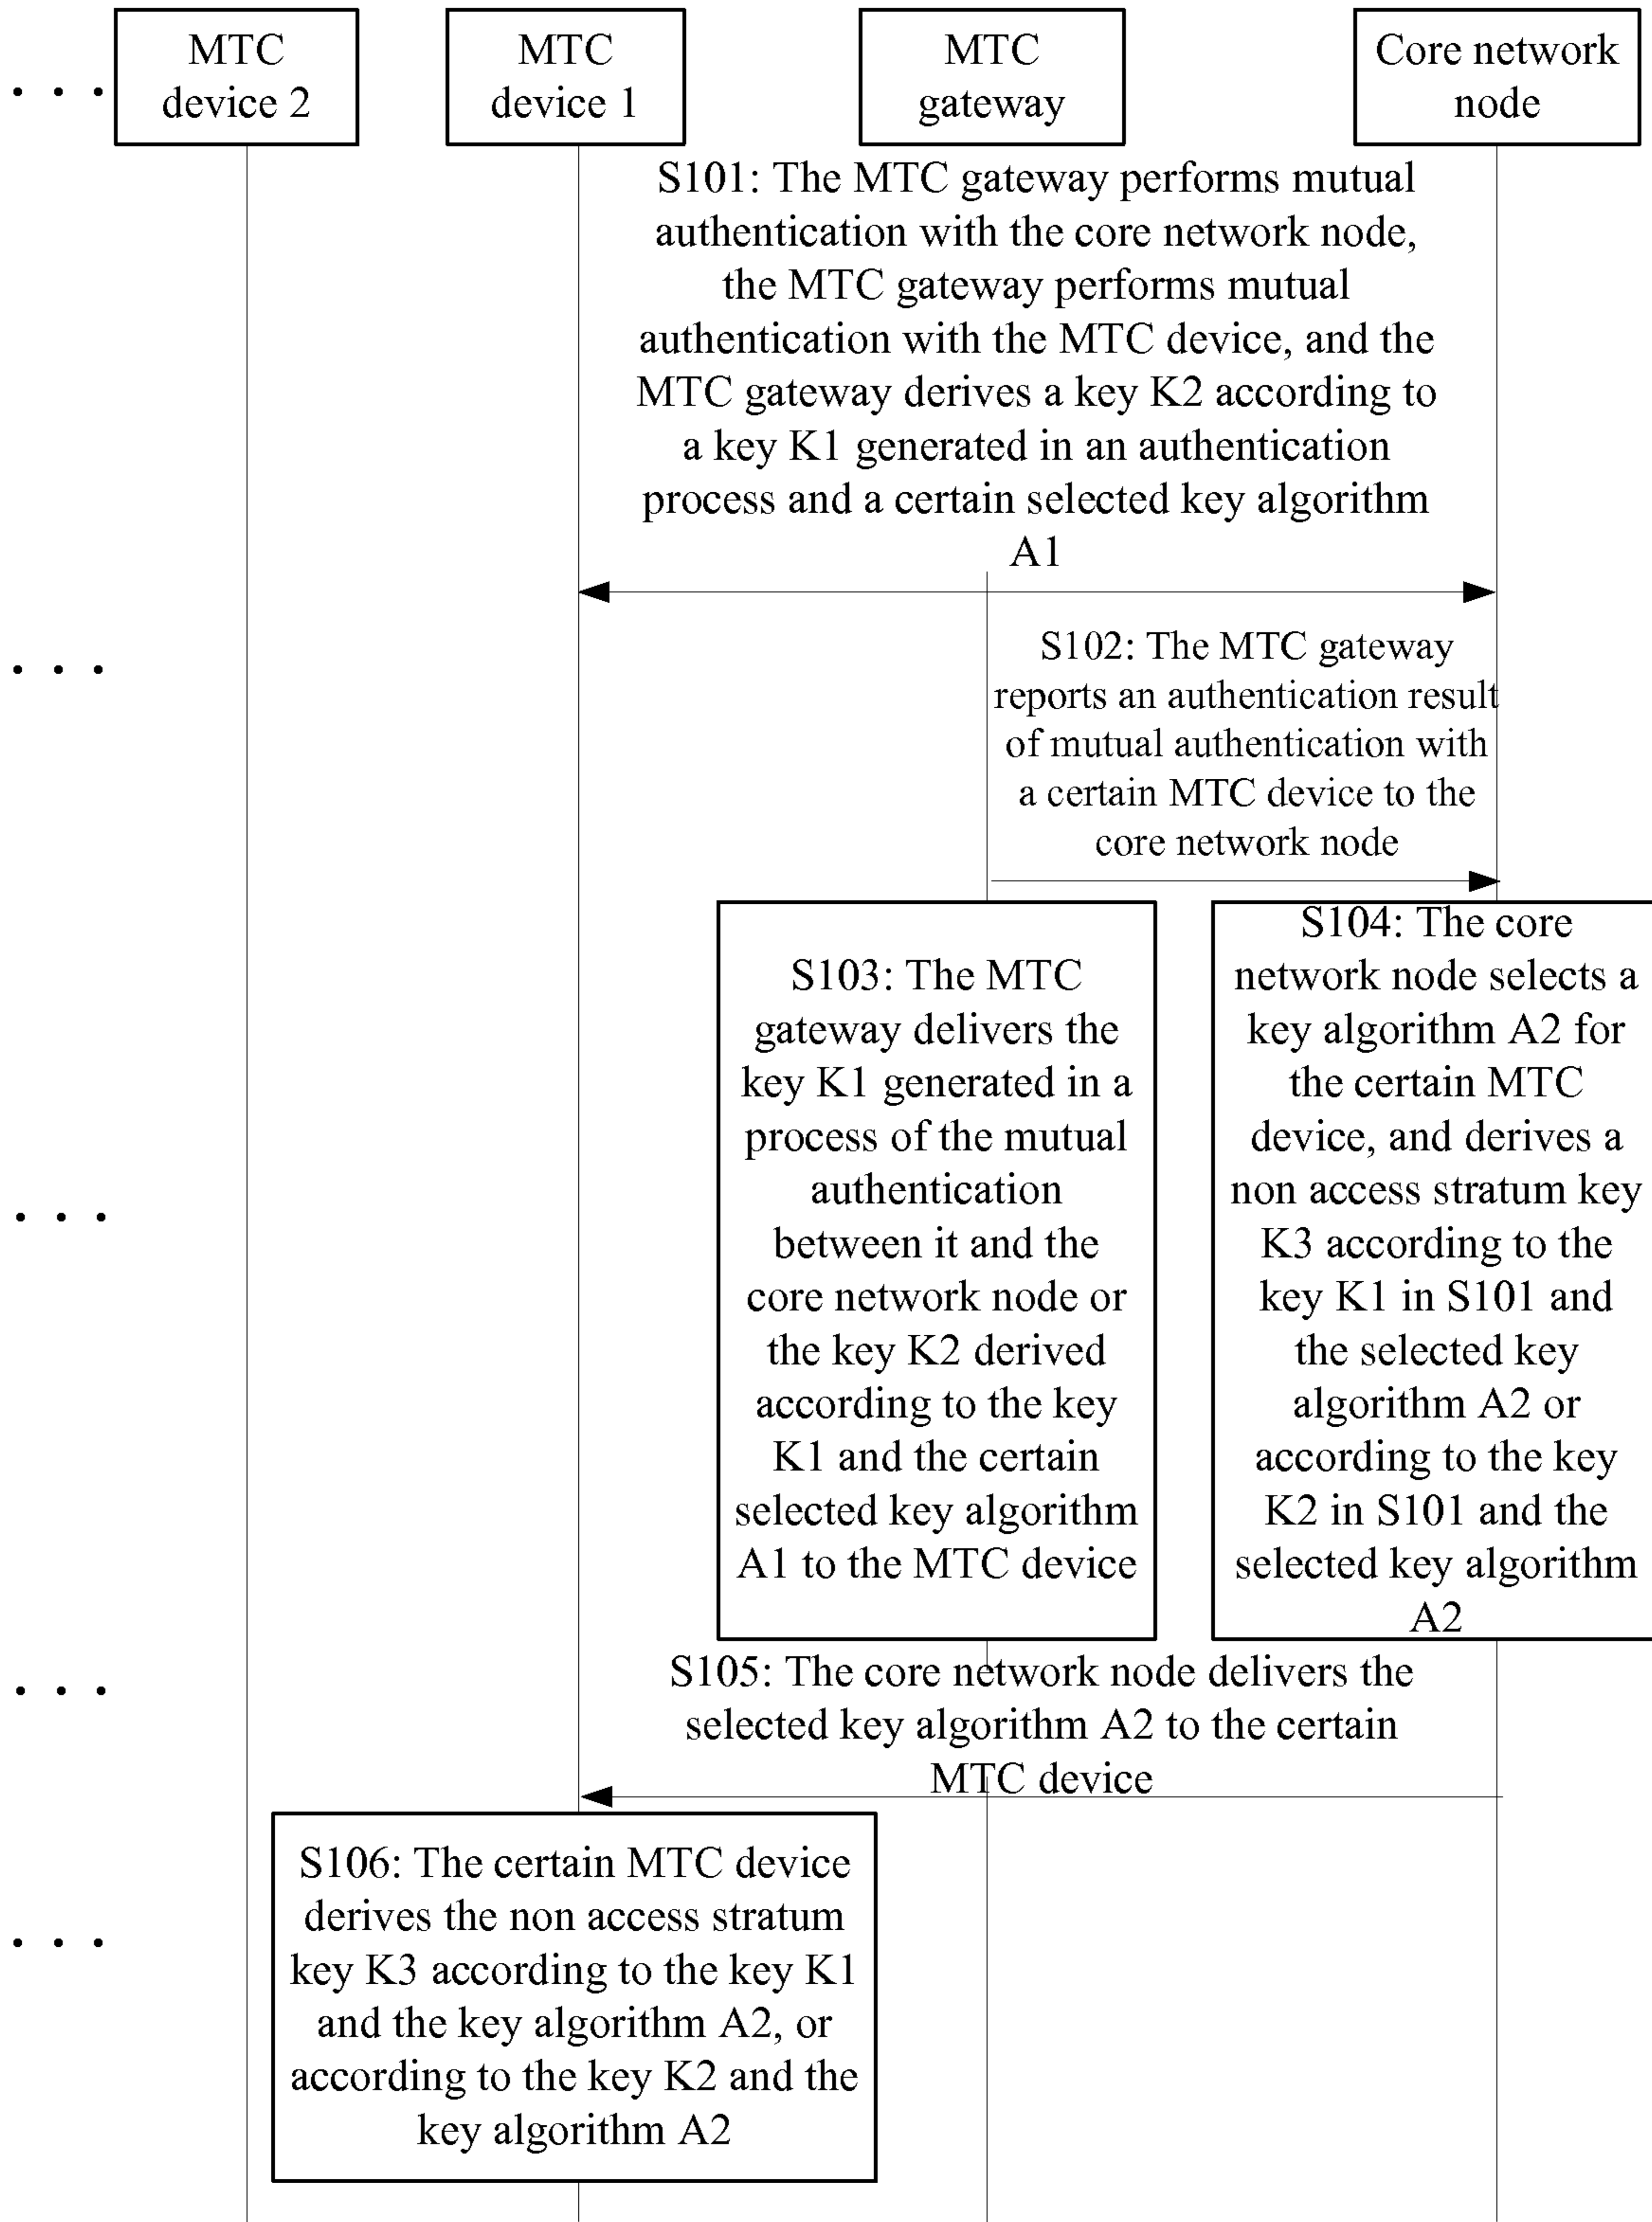 MTC
device 2
MTC
device 1
MTC
gateway
Core network
node
S101: The MTC gateway performs mutual
authentication with the core network node,
the MTC gateway performs mutual
authentication with the MTC device, and the
MTC gateway derives a key K2 according to
a key K1 generated in an authentication
process and a certain selected key algorithm
A1
S102: The MTC gateway
reports an authentication result
of mutual authentication with
a certain MTC device to the
core network node
S103: The MTC
gateway delivers the
key K1 generated in a
process of the mutual
authentication
between it and the
core network node or
the key K2 derived
according to the key
K1 and the certain
selected key algorithm
A1 to the MTC device
S104: The core
network node selects a
key algorithm A2 for
the certain MTC
device, and derives a
non access stratum key
K3 according to the
key K1 in S101 and
the selected key
algorithm A2 or
according to the key
K2 in S101 and the
selected key algorithm
A2
S105: The core network node delivers the
selected key algorithm A2 to the certain
MTC device
S106: The certain MTC device
derives the non access stratum
key K3 according to the key K1
and the key algorithm A2, or
according to the key K2 and the
key algorithm A2